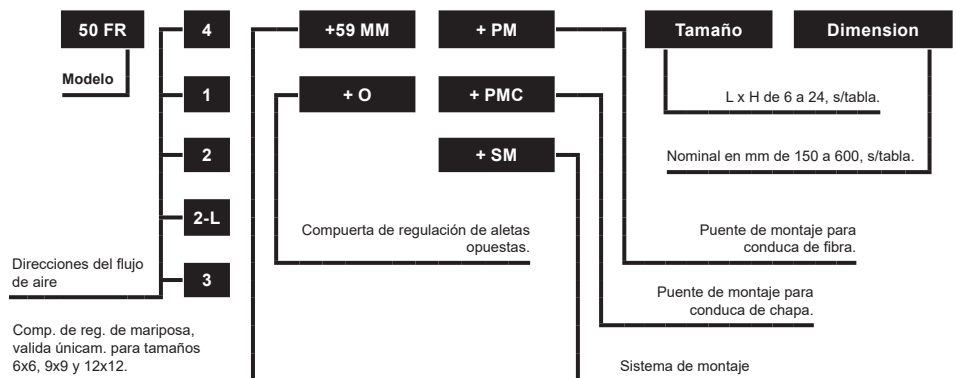 50 FR
4
+59 MM
+ PM
Tamaño
Dimension
Modelo
1
+ O
+ PMC
L x H de 6 a 24, s/tabla.
2
+ SM
Nominal en mm de 150 a 600, s/tabla.
2-L
Compuerta de regulación de aletas
opuestas.
Puente de montaje para
conduca de fibra.
Direcciones del flujo
de aire
3
Puente de montaje para
conduca de chapa.
Comp. de reg. de mariposa,
valida únicam. para tamaños
6x6, 9x9 y 12x12.
Sistema de montaje